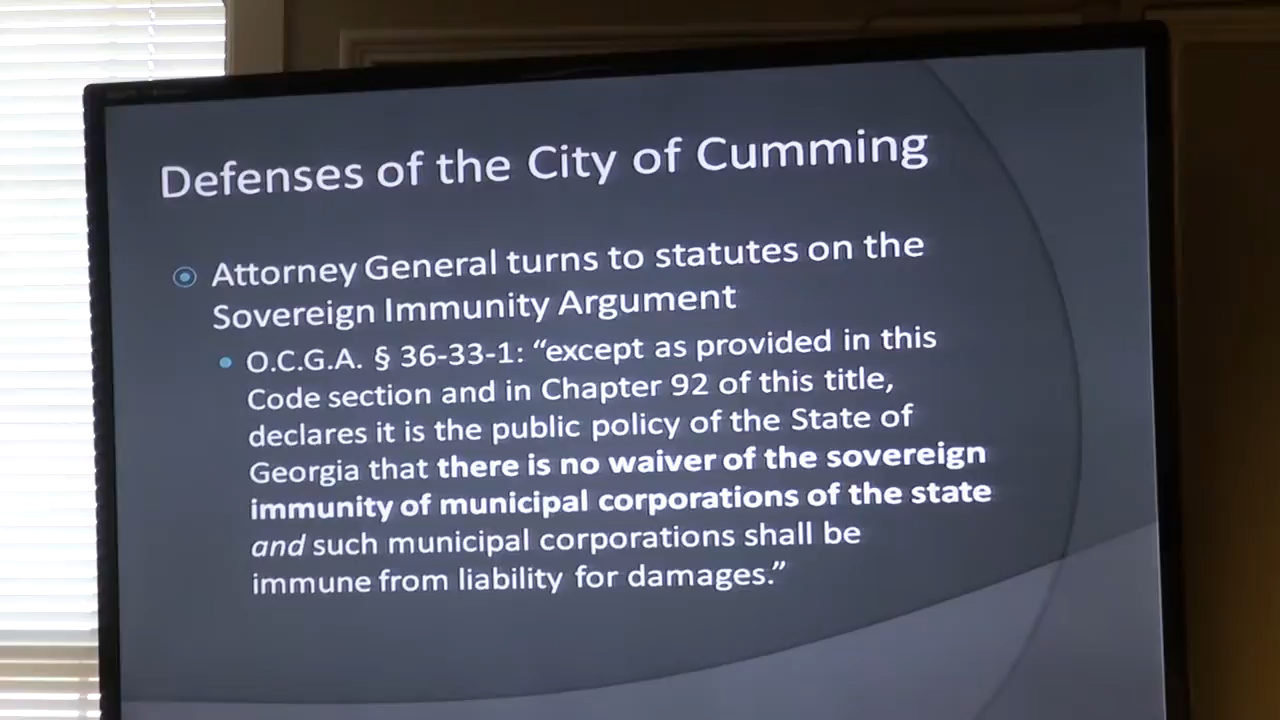 Defenses of the City of Cumming
Attorney General turns to statutes on the
Sovereign Immunity Argument
O.C.G.A. § 36-33-1: “except as provided in this
Code section and in Chapter 92 of this title,
declares it is the public policy of the State of
Georgia that there is no waiver of the sovereign
immunity of municipal corporations of the state
and such municipal corporations shall be
immune from liability for damages.”